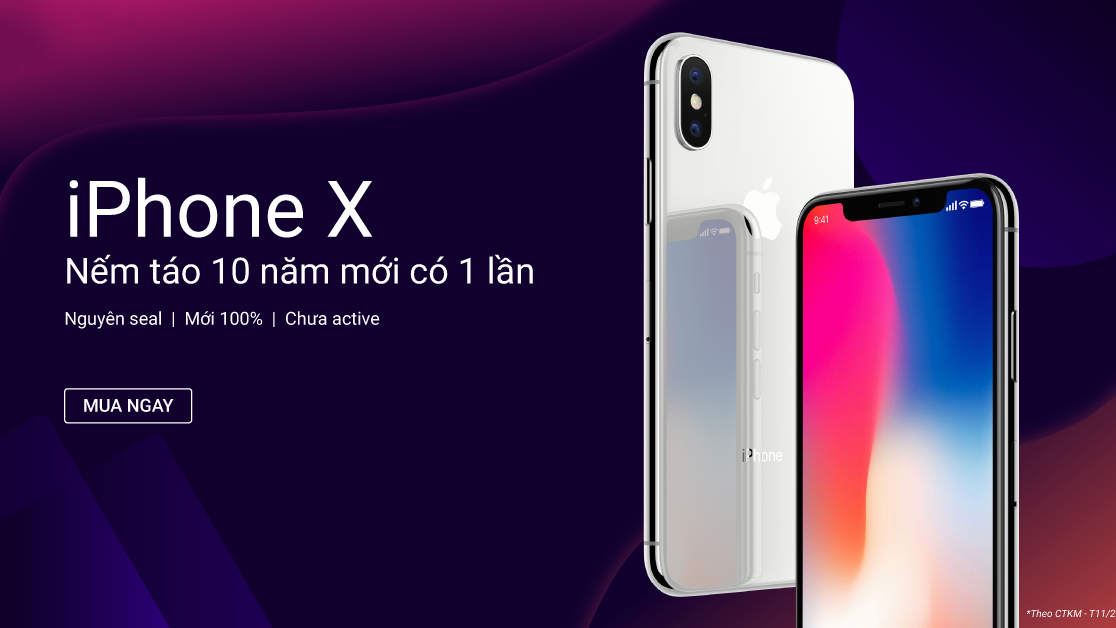 iPhone X
Nếm táo 10 năm mới có 1 lần
Nguyên seal | Mới 100% | Chưa active
MUA NGAY
9:41
iPhone
*Theo CTKM - T11/2